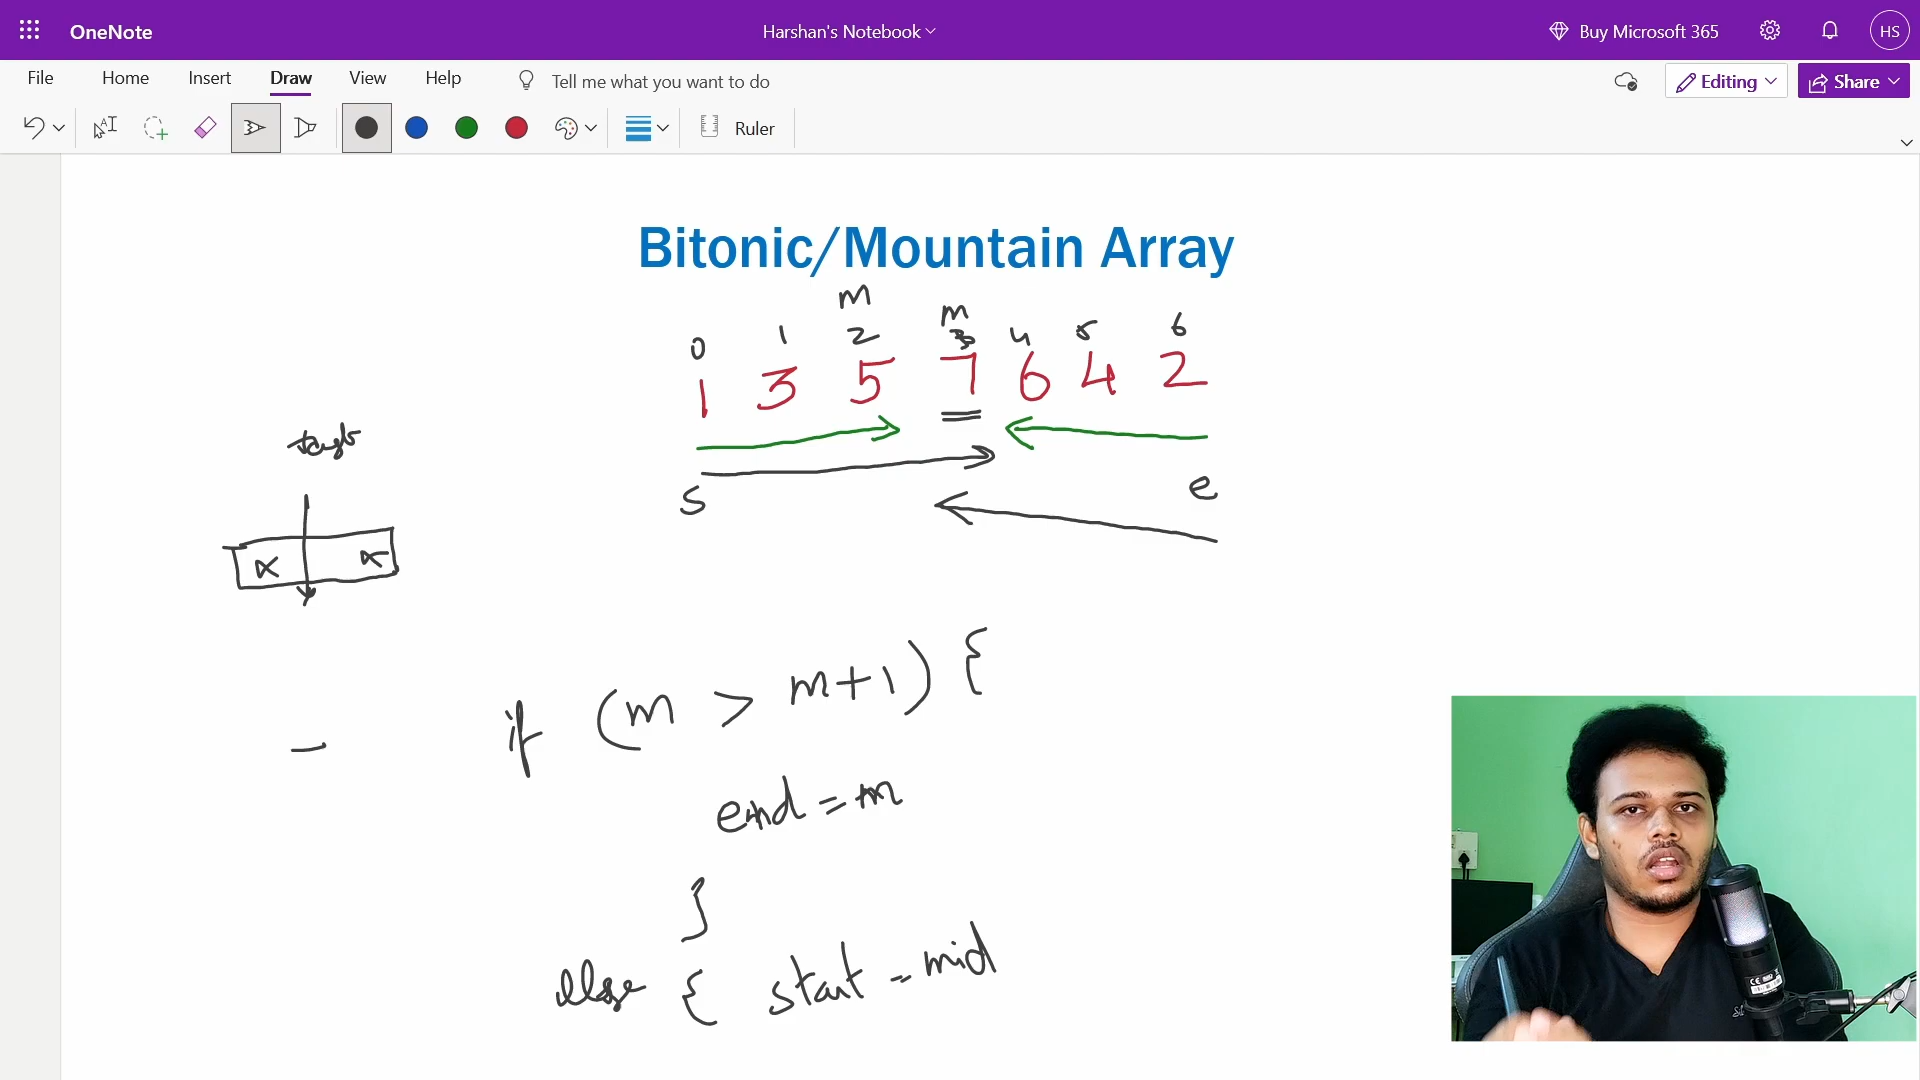 OneNote
Harshan's Notebook
Buy Microsoft 365
HS
File Home Insert Draw View Help Tell me what you want to do
Editing Share
Ruler
Bitonic/Mountain Array
m m
0 1 2 3 4 5 6
1 3 5 7 6 4 2
s e
if (m > m+1) {
end = m
}
else { start = mid